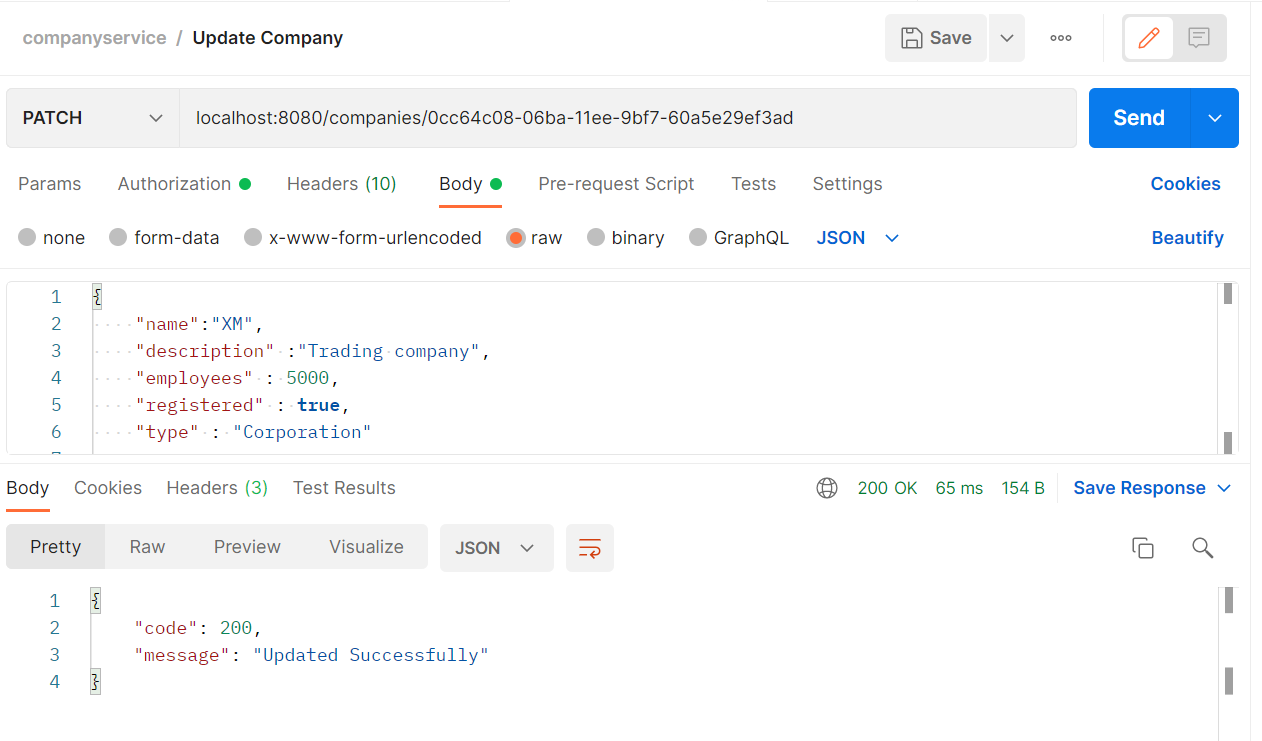 companyservice / Update Company
Save
PATCH
localhost:8080/companies/0cc64c08-06ba-11ee-9bf7-60a5e29ef3ad
Send
Params Authorization Headers (10) Body Pre-request Script Tests Settings Cookies
none form-data x-www-form-urlencoded raw binary GraphQL JSON Beautify
1 {
2 "name":"XM",
3 "description" :"Trading company",
4 "employees" : 5000,
5 "registered" : true,
6 "type" : "Corporation"
Body Cookies Headers (3) Test Results 200 OK 65 ms 154 B Save Response
Pretty Raw Preview Visualize JSON
1 {
2 "code": 200,
3 "message": "Updated Successfully"
4 }